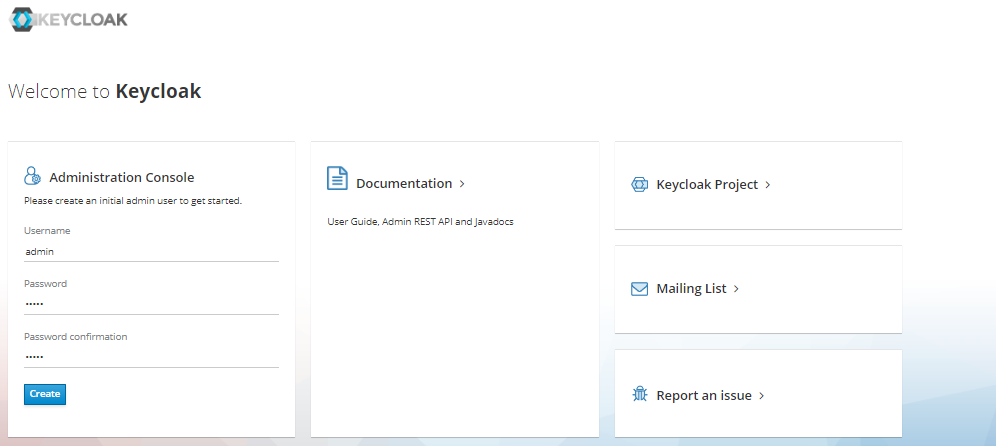 KEYCLOAK
Welcome to Keycloak
Administration Console
Please create an initial admin user to get started.
Username
admin
Password
•••••
Password confirmation
•••••
Create
Documentation >
User Guide, Admin REST API and Javadocs
Keycloak Project >
Mailing List >
Report an issue >